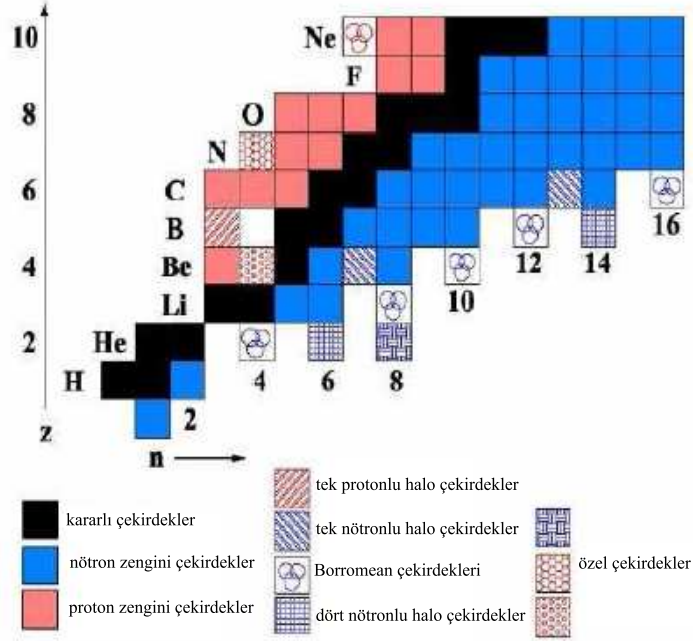 10
Ne
F
8
O
N
6
C
16
B
12
14
4
Be
10
Li
2
He
4
6
8
H
2
z
n
tek protonlu halo çekirdekler
kararlı çekirdekler
tek nötronlu halo çekirdekler
nötron zengini çekirdekler
Borromean çekirdekleri
özel çekirdekler
proton zengini çekirdekler
dört nötronlu halo çekirdekler